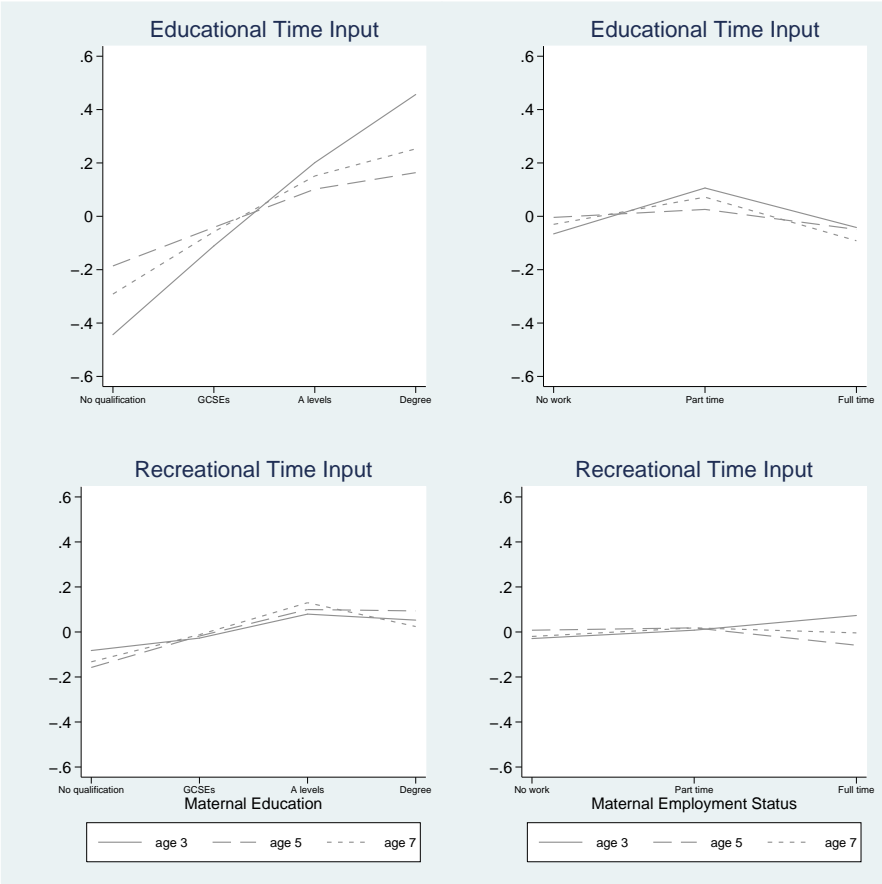 Educational Time Input
.6
.4
.2
0
−.2
−.4
−.6
No qualification GCSEs A levels Degree
Educational Time Input
.6
.4
.2
0
−.2
−.4
−.6
No work Part time Full time
Recreational Time Input
.6
.4
.2
0
−.2
−.4
−.6
No qualification GCSEs A levels Degree
Maternal Education
age 3 age 5 age 7
Recreational Time Input
.6
.4
.2
0
−.2
−.4
−.6
No work Part time Full time
Maternal Employment Status
age 3 age 5 age 7